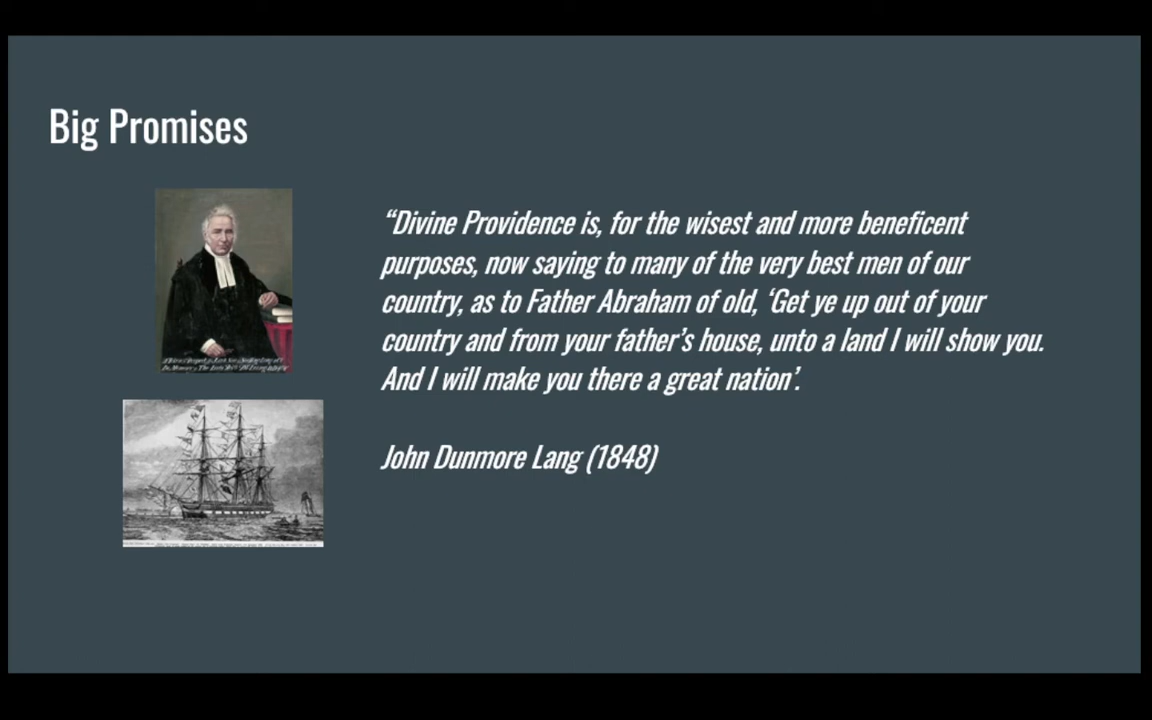 Big Promises
“Divine Providence is, for the wisest and more beneficent
purposes, now saying to many of the very best men of our
country, as to Father Abraham of old, ‘Get ye up out of your
country and from your father’s house, unto a land I will show you.
And I will make you there a great nation’.
John Dunmore Lang (1848)